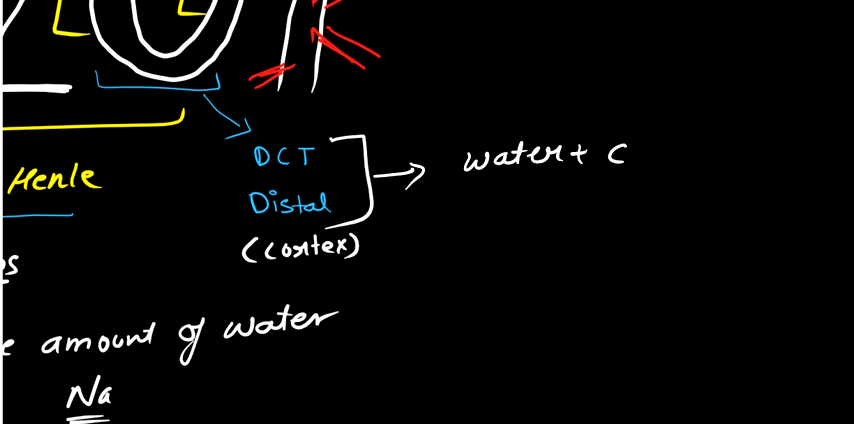 DCT
water + C
Henle
Distal
(Cortex)
amount of water
Na